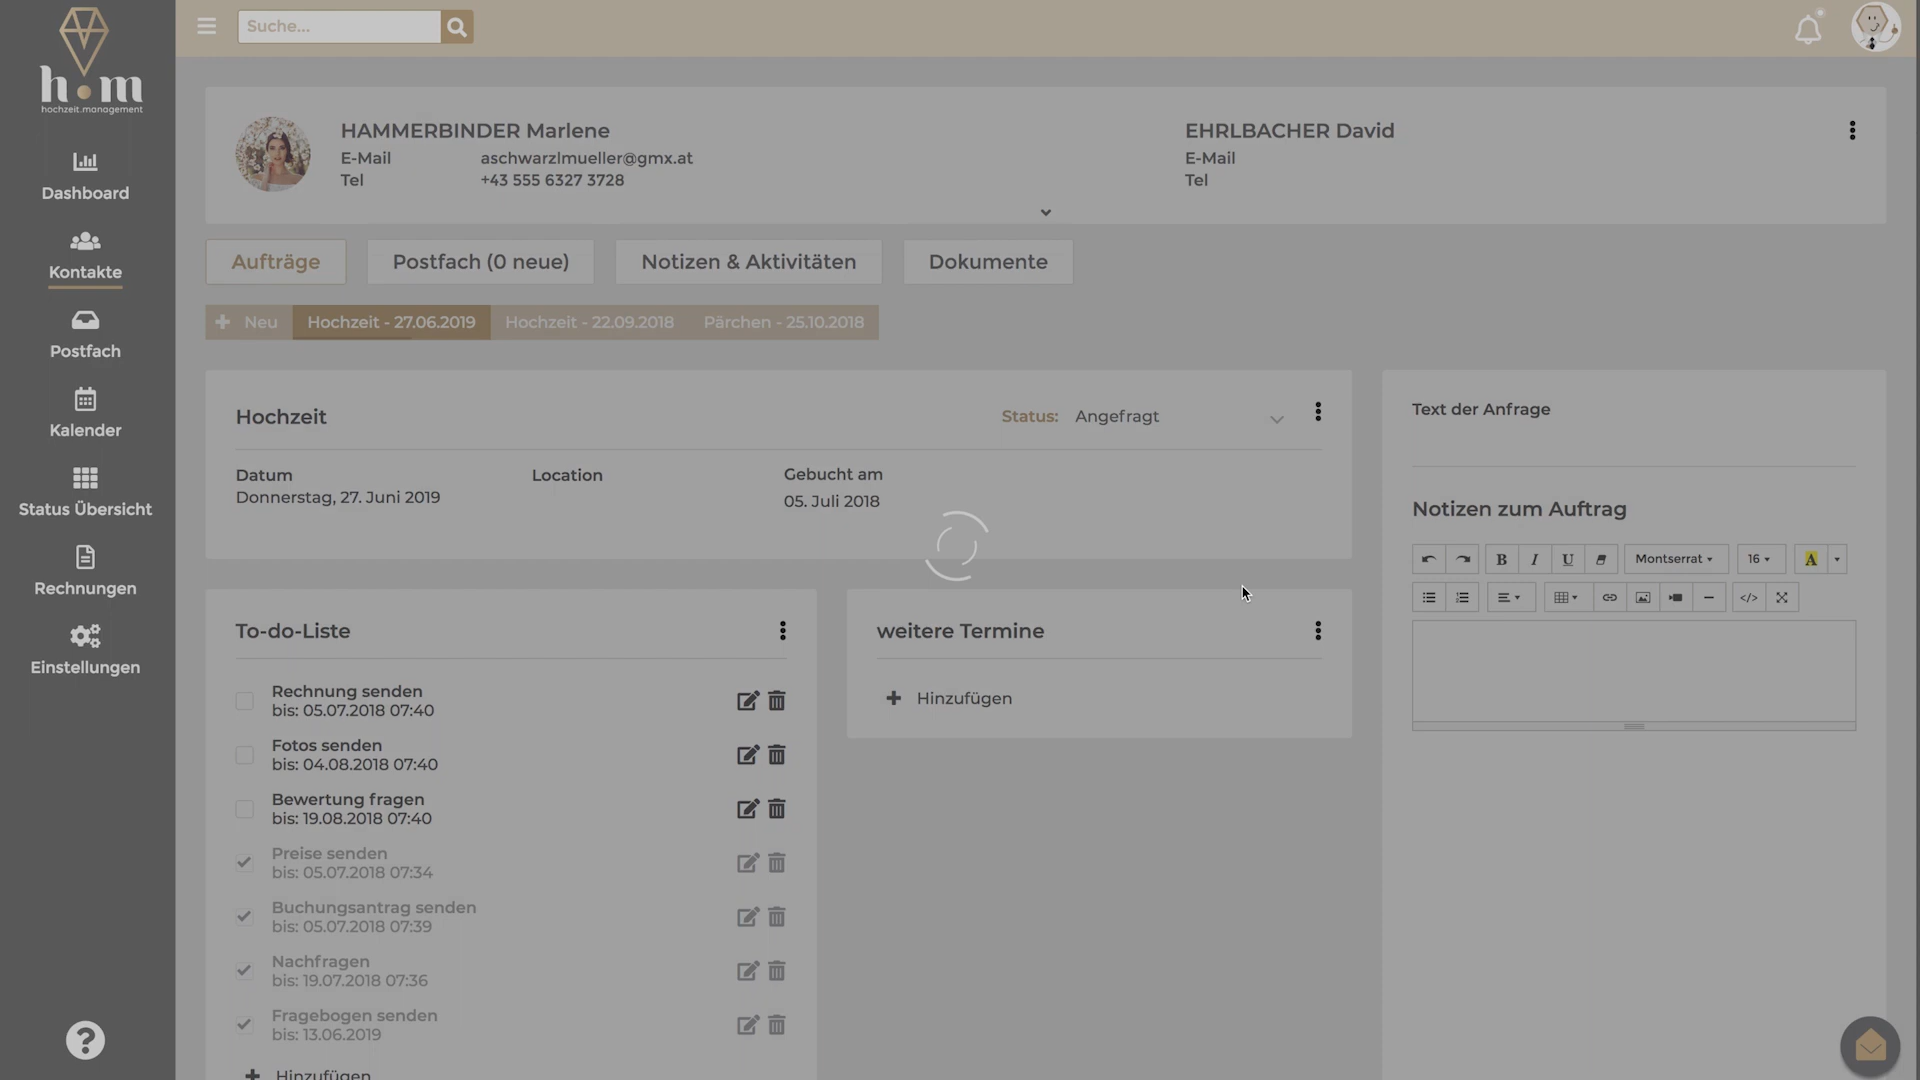 h.m
hochzeit.management
Dashboard
Kontakte
Postfach
Kalender
Status Übersicht
Rechnungen
Einstellungen
?
Suche...
HAMMERBINDER Marlene
E-Mail aschwarzlmueller@gmx.at
Tel +43 555 6327 3728
EHRLBACHER David
E-Mail
Tel
Aufträge
Postfach (0 neue)
Notizen & Aktivitäten
Dokumente
+ Neu
Hochzeit - 27.06.2019
Hochzeit - 22.09.2018
Pärchen - 25.10.2018
Hochzeit
Status: Angefragt
Datum
Donnerstag, 27. Juni 2019
Location
Gebucht am
05. Juli 2018
To-do-Liste
Rechnung senden
bis: 05.07.2018 07:40
Fotos senden
bis: 04.08.2018 07:40
Bewertung fragen
bis: 19.08.2018 07:40
Preise senden
bis: 05.07.2018 07:34
Buchungsantrag senden
bis: 05.07.2018 07:39
Nachfragen
bis: 19.07.2018 07:36
Fragebogen senden
bis: 13.06.2019
+ Hinzufügen
weitere Termine
+ Hinzufügen
Text der Anfrage
Notizen zum Auftrag
B I U Montserrat 16 A
</>